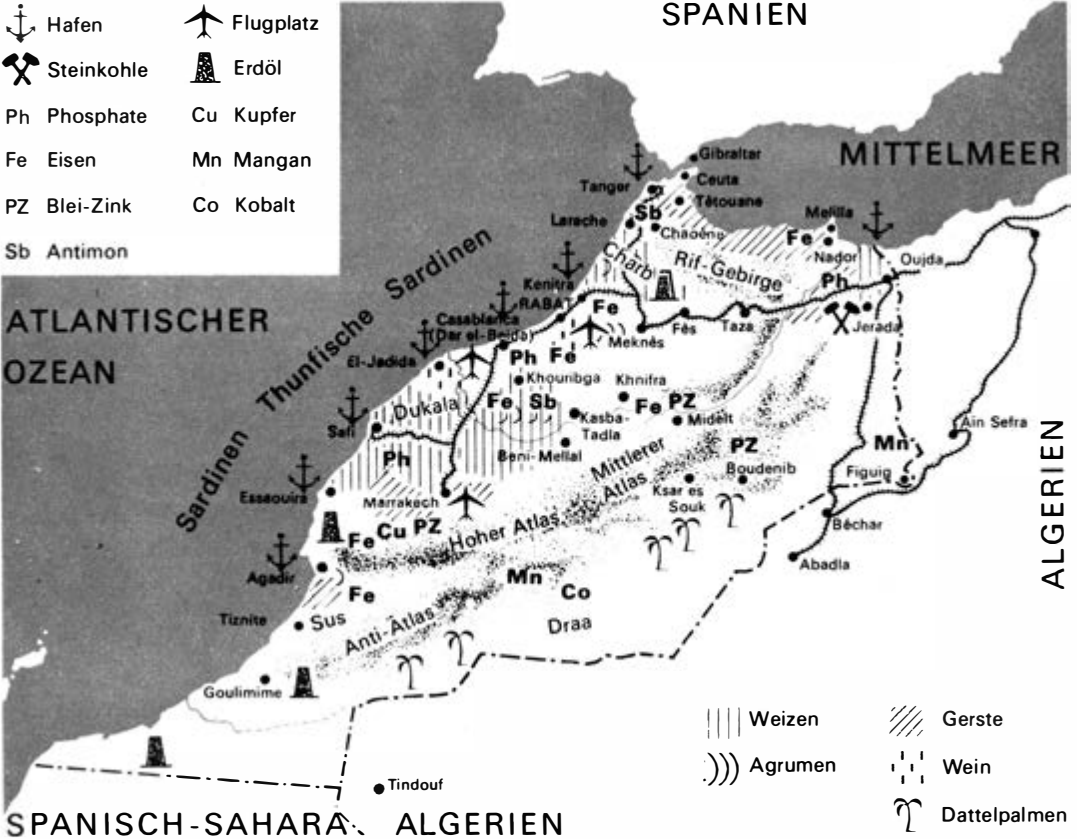 Hafen
Flugplatz
Steinkohle
Erdöl
Ph Phosphate
Cu Kupfer
Fe Eisen
Mn Mangan
PZ Blei-Zink
Co Kobalt
Sb Antimon
SPANIEN
MITTELMEER
ATLANTISCHER
OZEAN
Sardinen Thunfische Sardinen
Gibraltar
Tanger
Ceuta
Tétouane
Larache
Sb
Chaoëne
Melilla
Fe
Nador
Oujda
Charb
Rif-Gebirge
Kenitra
RABAT
Fe
Ph
Casablanca
(Dar el-Beida)
Meknès
Fès
Taza
Jerada
El-Jadida
Ph
Fe
Khouribga
Khnifra
Dukala
Fe
Sb
Fe
PZ
Kasba-
Tadla
Midelt
Safi
Ph
Beni-Mellal
Mittlerer
Atlas
PZ
Mn
Ain Sefra
Boudenib
Figuig
Essaouira
Marrakech
Ksar es
Souk
Fe
Cu
PZ
Hoher Atlas
Béchar
Agadir
Abadla
Fe
Mn
Co
Tiznite
Sus
Anti-Atlas
Draa
Goulimime
ALGERIEN
Weizen
Gerste
Agrumen
Wein
Dattelpalmen
Tindouf
SPANISCH-SAHARA
ALGERIEN